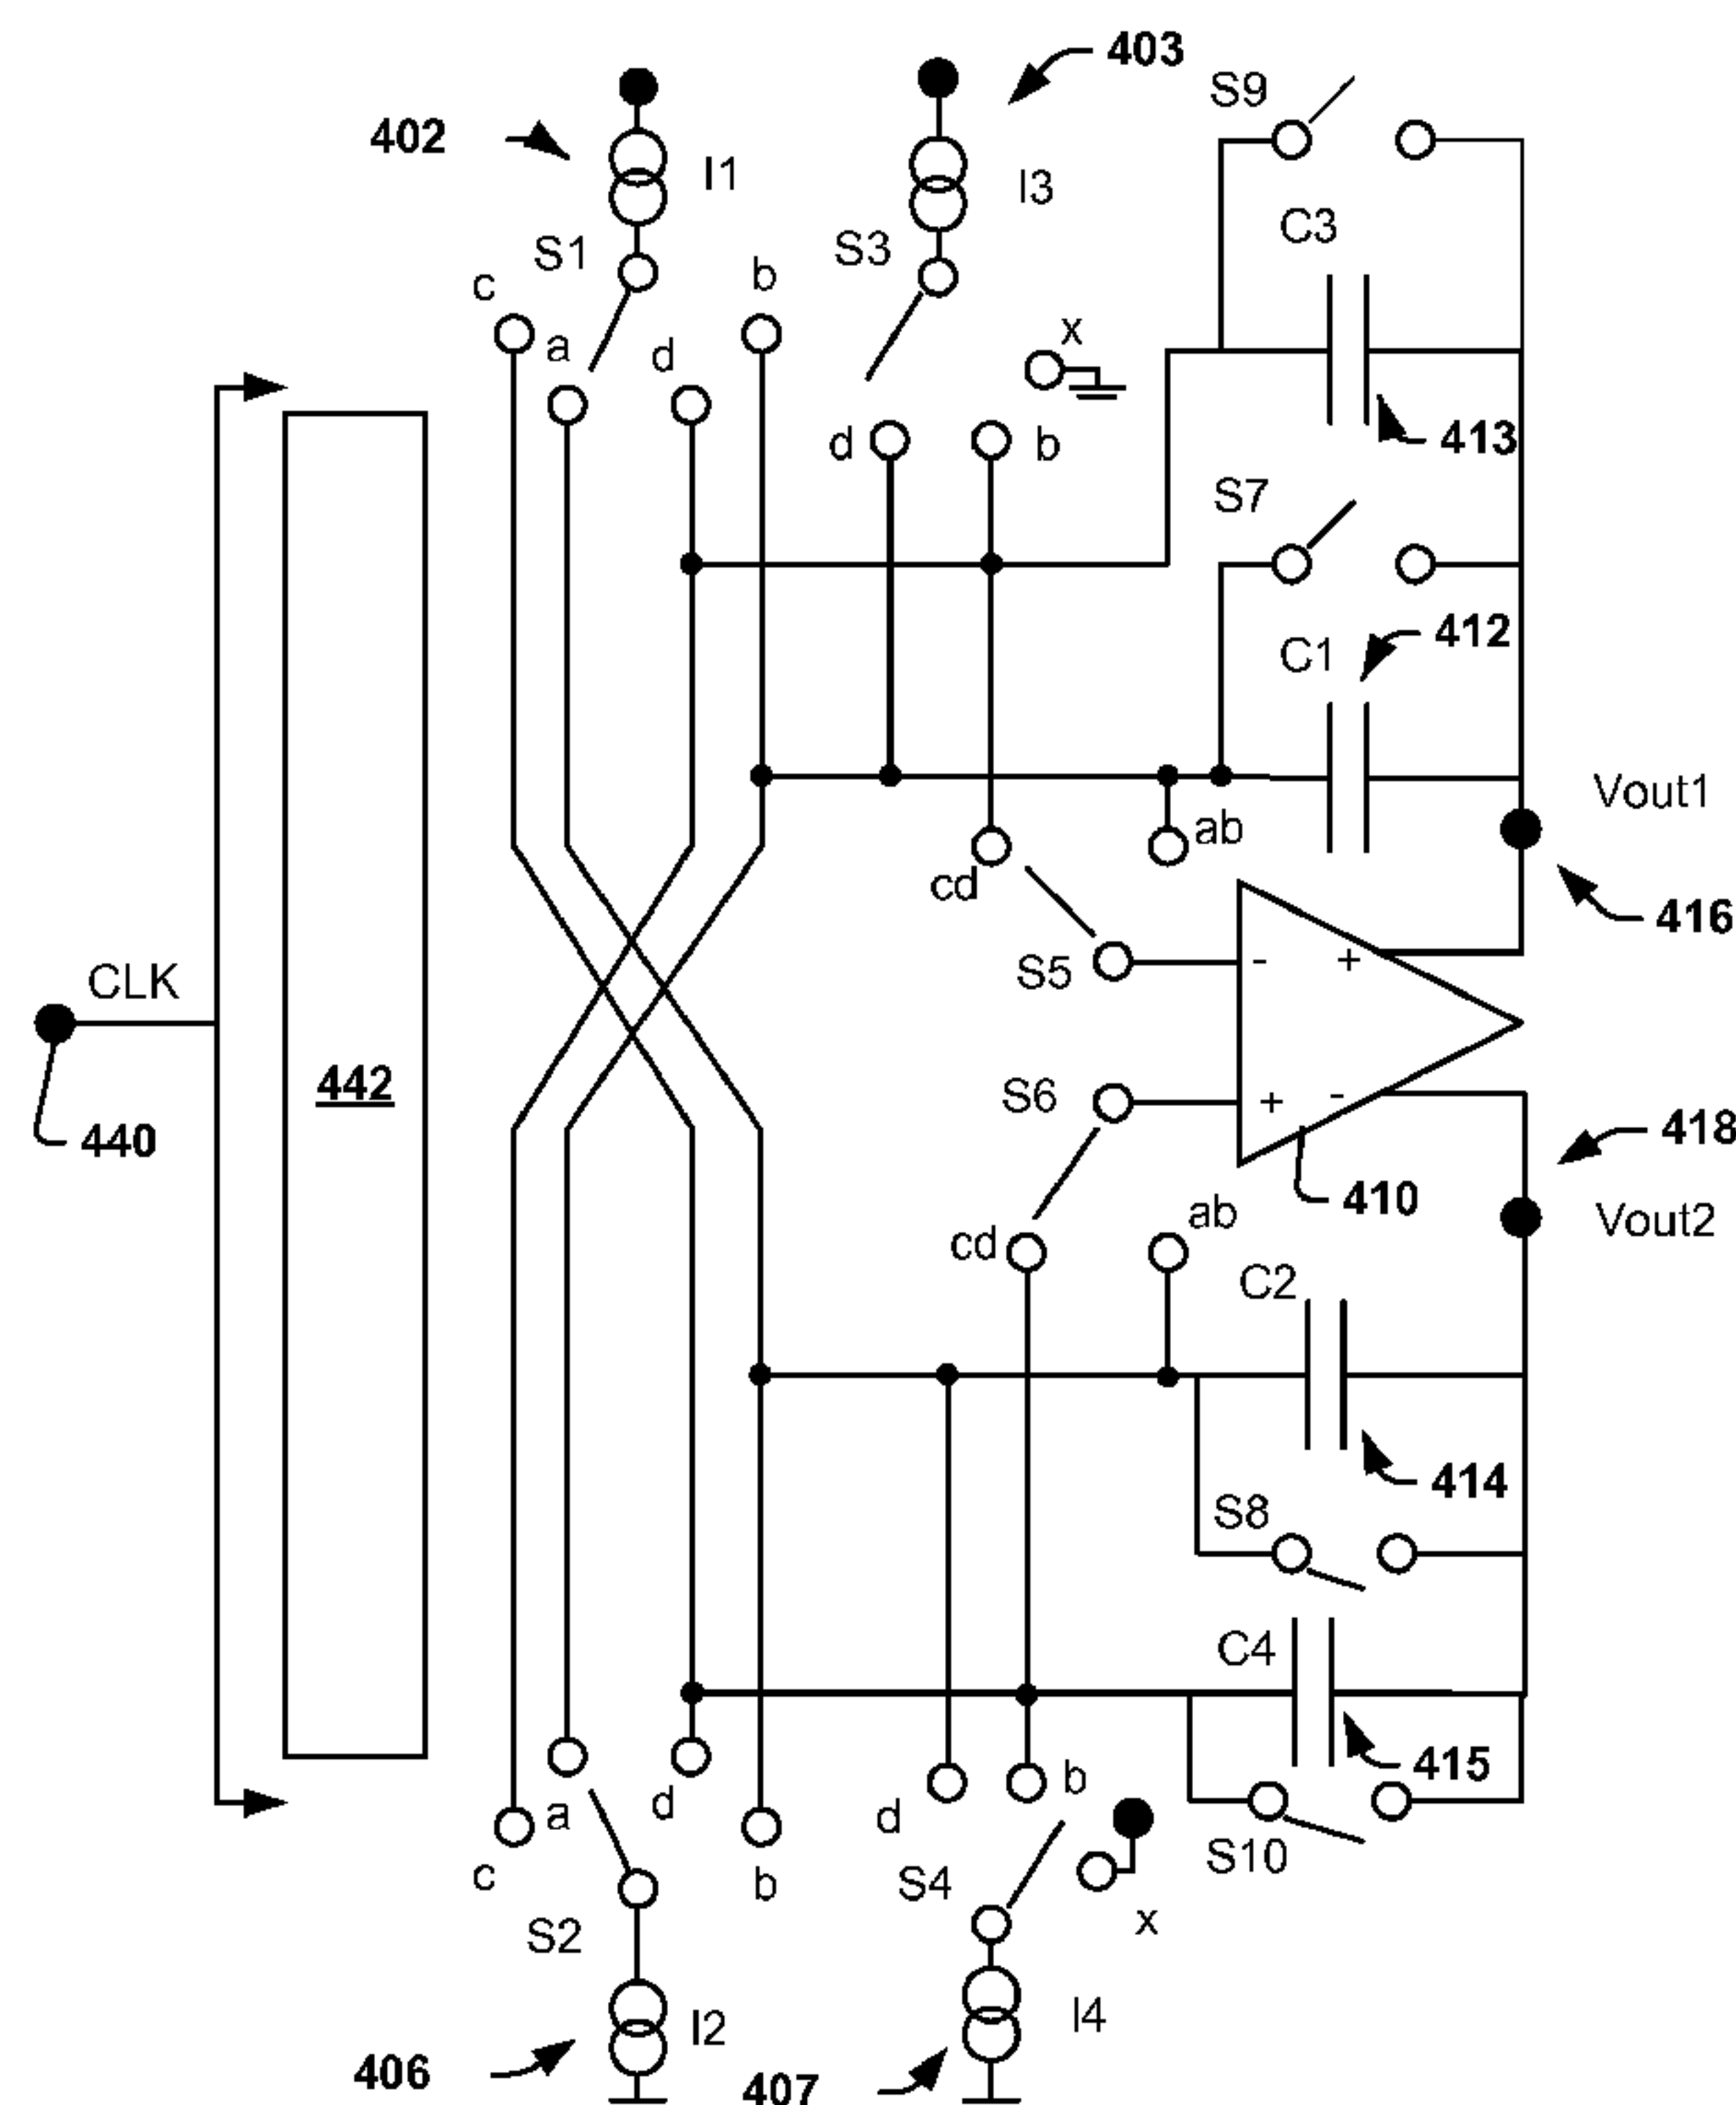 403
S9
402
I1
I3
C3
S1
S3
c
b
x
a
d
d
b
413
S7
412
C1
Vout1
ab
cd
416
CLK
S5
-
+
442
S6
+
-
418
440
410
ab
Vout2
cd
C2
414
S8
C4
415
b
d
a
d
S10
c
b
S4
x
S2
I4
I2
406
407